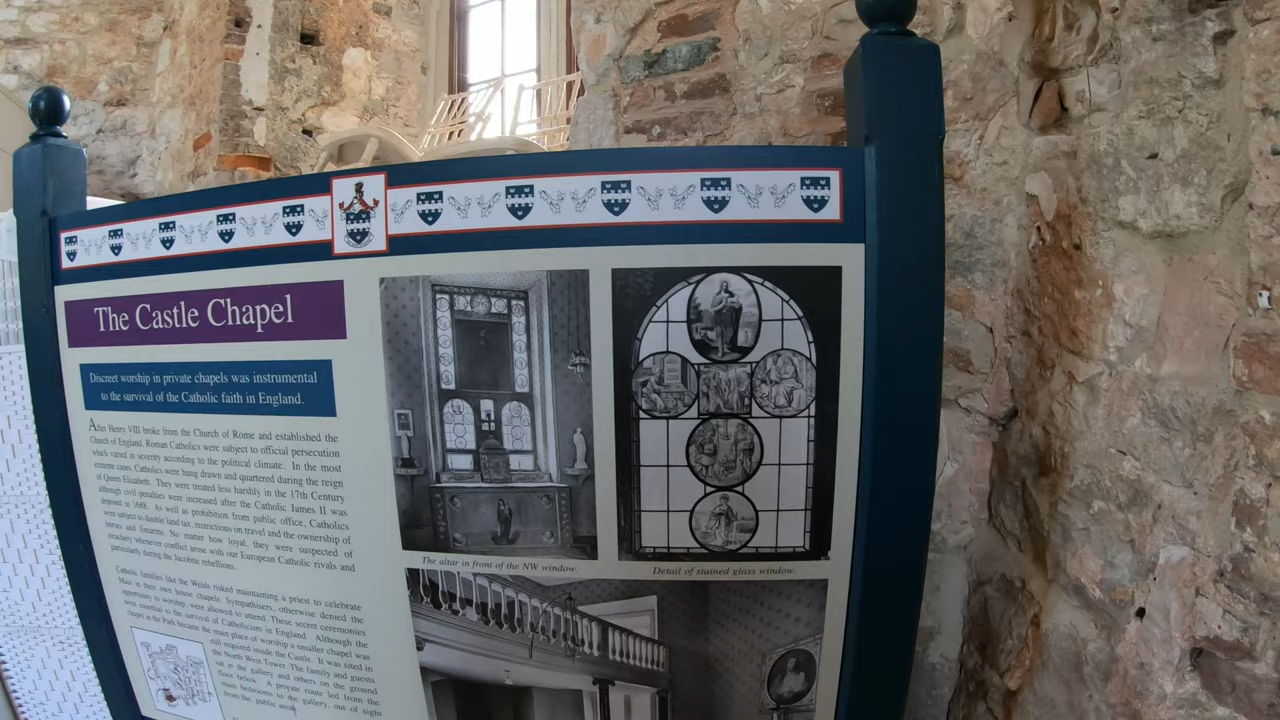 The Castle Chapel
Discreet worship in private chapels was instrumental
to the survival of the Catholic faith in England.
After Henry VIII broke from the Church of Rome and established the
Church of England, Roman Catholics were subject to official persecution
which varied in severity according to the political climate. In the most
extreme cases, Catholics were hung drawn and quartered during the reign
of Queen Elizabeth. They were treated less harshly in the 17th Century
although civil penalties were increased after the Catholic James II was
deposed in 1688. As well as prohibition from public office, Catholics
were subject to double land tax, restrictions on travel and the ownership of
horses and firearms. No matter how loyal, they were suspected of
treachery whenever conflict arose with our European Catholic rivals and
particularly during the Jacobite rebellions.
Catholic families like the Welds risked maintaining a priest to celebrate
Mass in their own house chapels. Sympathisers, otherwise denied the
opportunity to worship, were allowed to attend. These secret ceremonies
were essential to the survival of Catholicism in England. Although the
chapel in the Park became the main place of worship a smaller chapel was
still required inside the Castle. It was sited in
the North West Tower. The family and guests
sat in the gallery and others on the ground
floor below. A private route led from the
main bedrooms to the gallery, out of sight
from the public area.
The altar in front of the NW window.
Detail of stained glass window.